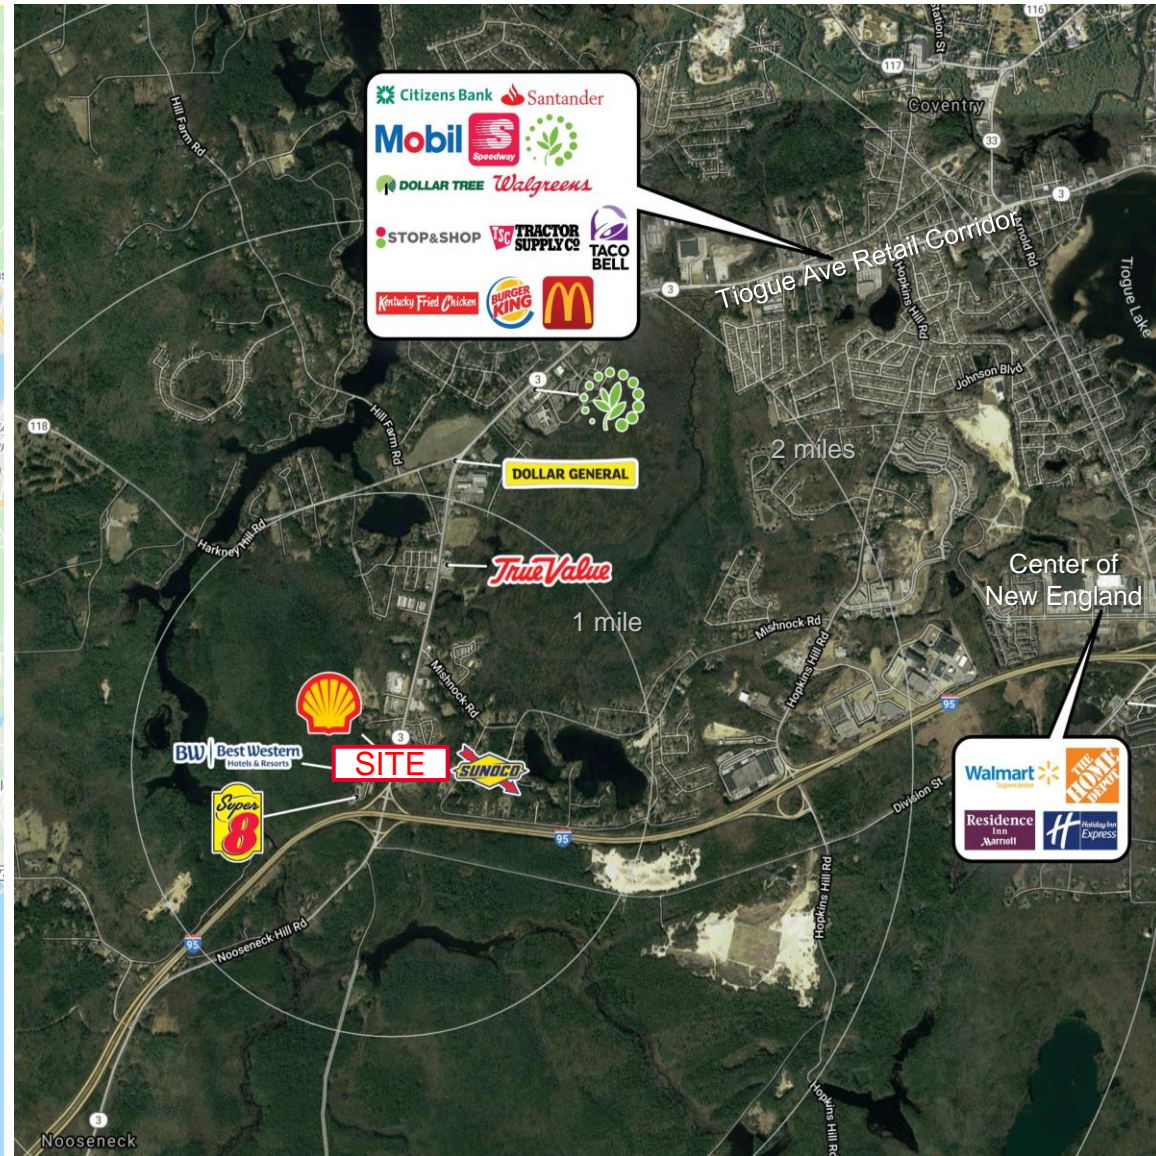 116
Station St
117
Coventry
33
3
Hill Farm Rd
Citizens Bank
Santander
Mobil
S
Speedway
DOLLAR TREE
Walgreens
STOP&SHOP
TSC TRACTOR
SUPPLY CO
TACO
BELL
Kentucky Fried Chicken
BURGER
KING
M
Tiogue Ave Retail Corridor
Arnold Rd
Hopkins Hill Rd
Tiogue Lake
3
Johnson Blvd
3
118
Hill Farm Rd
DOLLAR GENERAL
2 miles
Harkney Hill Rd
True Value
Center of
New England
1 mile
Mishnock Rd
Hopkins Hill Rd
Mishnock Rd
95
3
BW
Best Western
Hotels & Resorts
SITE
SUNOCO
Super
8
Walmart
Supercenter
THE
HOME
DEPOT
Residence
Inn
Marriott
H
Holiday Inn
Express
Division St
95
Hopkins Hill Rd
95
Nooseneck Hill Rd
3
Nooseneck
Hopkins Hill Rd